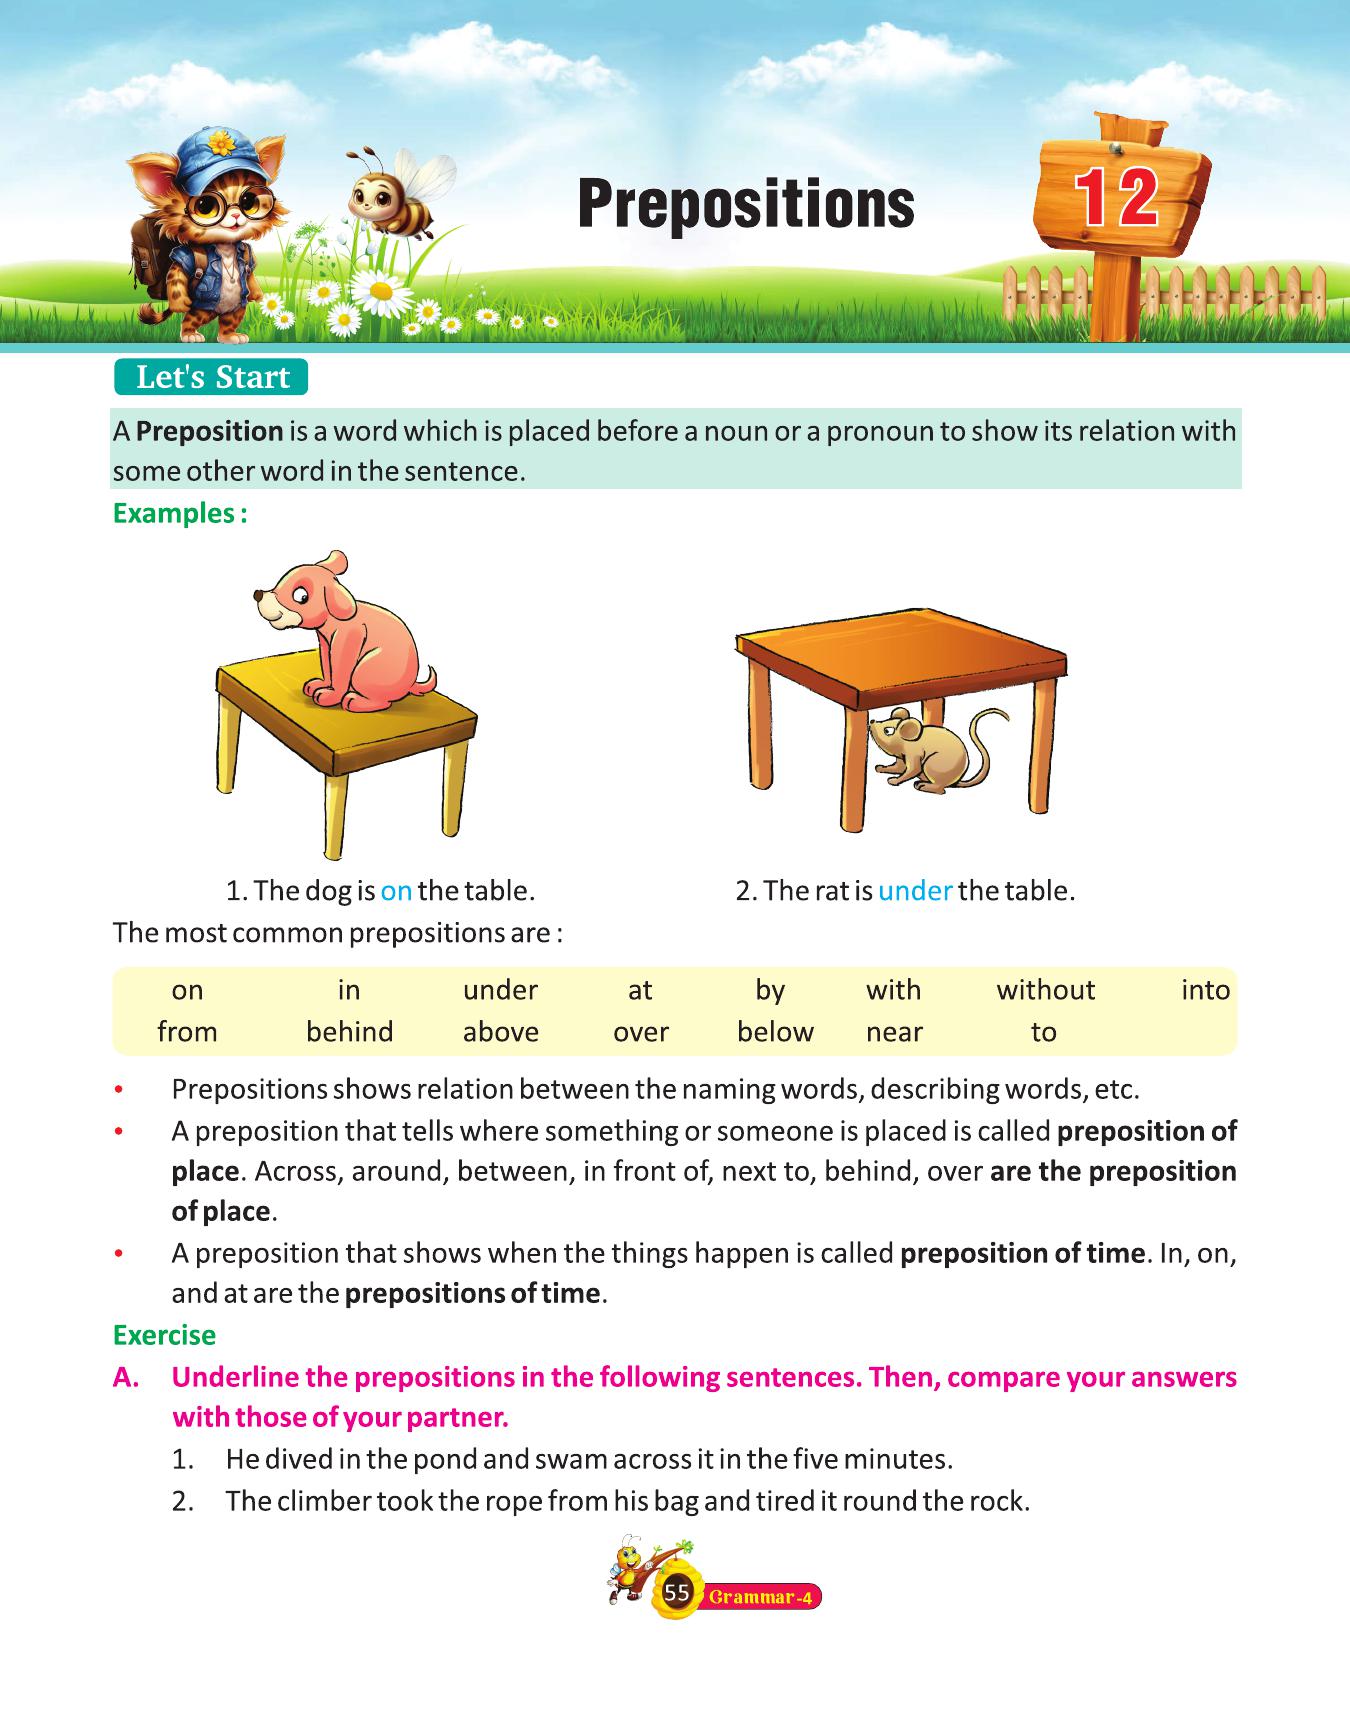 Prepositions
12
Let's Start
A Preposition is a word which is placed before a noun or a pronoun to show its relation with
some other word in the sentence.
Examples :
1. The dog is on the table.
2. The rat is under the table.
The most common prepositions are :
on in under at by with without into
from behind above over below near to
• Prepositions shows relation between the naming words, describing words, etc.
• A preposition that tells where something or someone is placed is called preposition of
place. Across, around, between, in front of, next to, behind, over are the preposition
of place.
• A preposition that shows when the things happen is called preposition of time. In, on,
and at are the prepositions of time.
Exercise
A. Underline the prepositions in the following sentences. Then, compare your answers
with those of your partner.
1. He dived in the pond and swam across it in the five minutes.
2. The climber took the rope from his bag and tired it round the rock.
55
Grammar-4